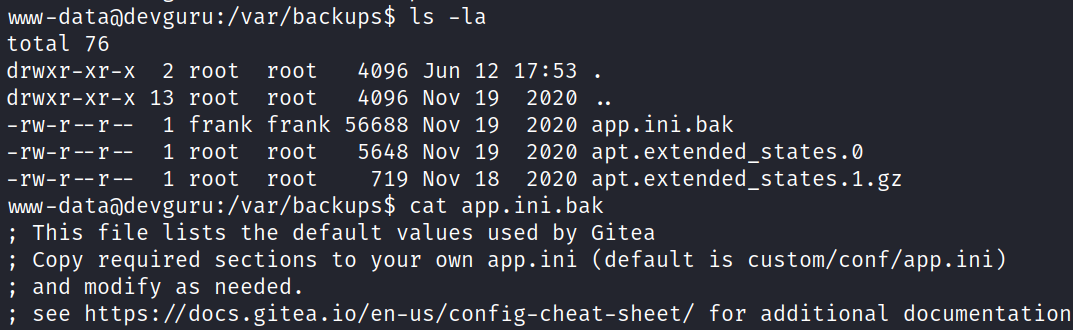 www-data@devguru:/var/backups$ ls -la
total 76
drwxr-xr-x  2 root  root   4096 Jun 12 17:53 .
drwxr-xr-x 13 root  root   4096 Nov 19  2020 ..
-rw-r--r--  1 frank frank 56688 Nov 19  2020 app.ini.bak
-rw-r--r--  1 root  root   5648 Nov 19  2020 apt.extended_states.0
-rw-r--r--  1 root  root    719 Nov 18  2020 apt.extended_states.1.gz
www-data@devguru:/var/backups$ cat app.ini.bak
; This file lists the default values used by Gitea
; Copy required sections to your own app.ini (default is custom/conf/app.ini)
; and modify as needed.
; see https://docs.gitea.io/en-us/config-cheat-sheet/ for additional documentation